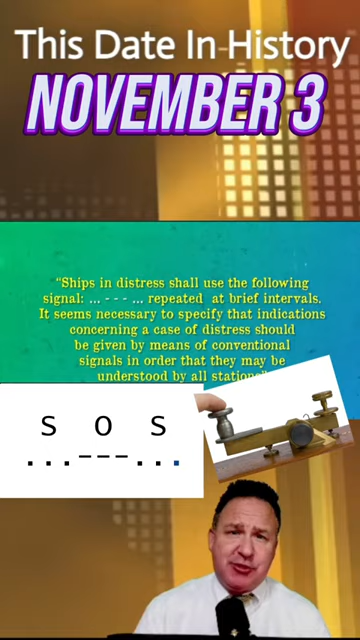 This Date In History
NOVEMBER 3
"Ships in distress shall use the following
signal: ... - - - ... repeated at brief intervals.
It seems necessary to specify that indications
concerning a case of distress should
be given by means of conventional
signals in order that they may be
understood by all stations"
S O S
...---...